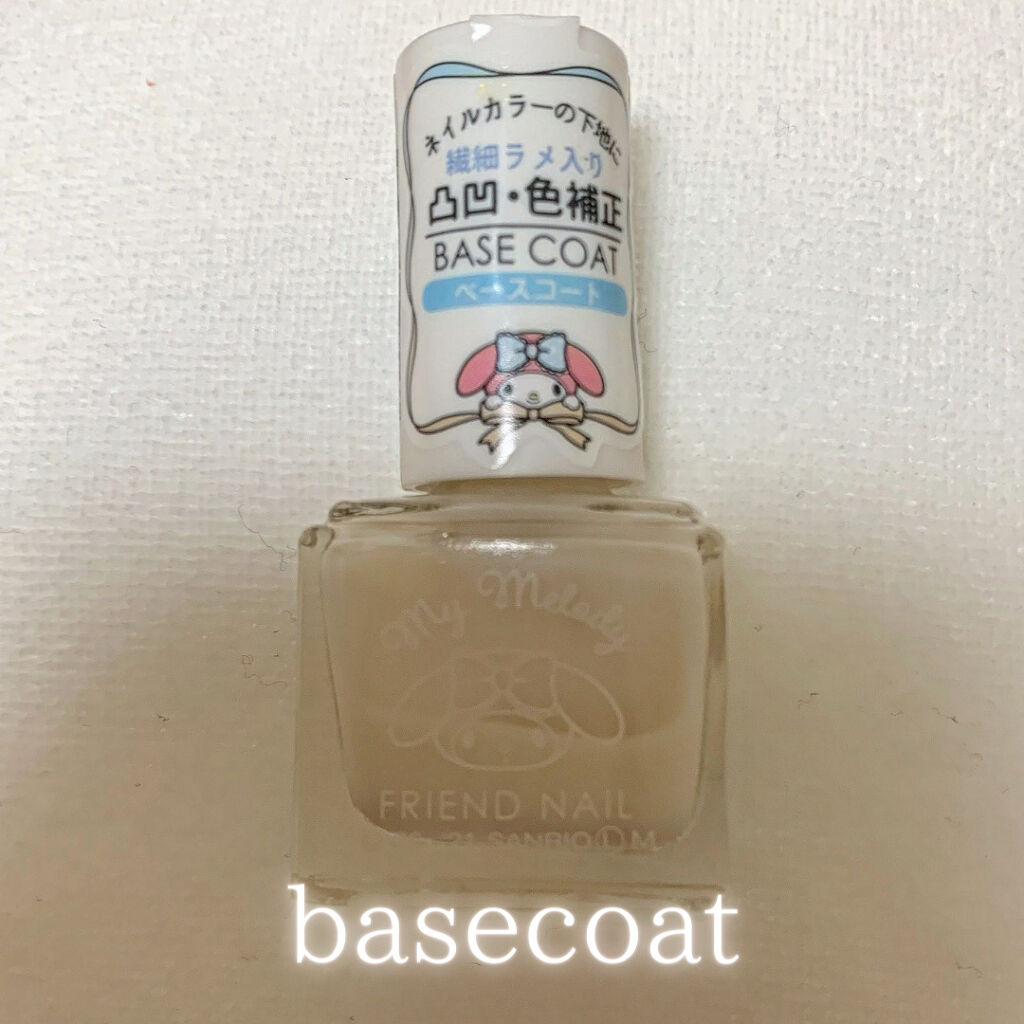 ネイルカラーの下地に
繊細ラメ入り
凸凹・色補正
BASE COAT
ベースコート
My Melody
FRIEND NAIL
SANRIO
basecoat